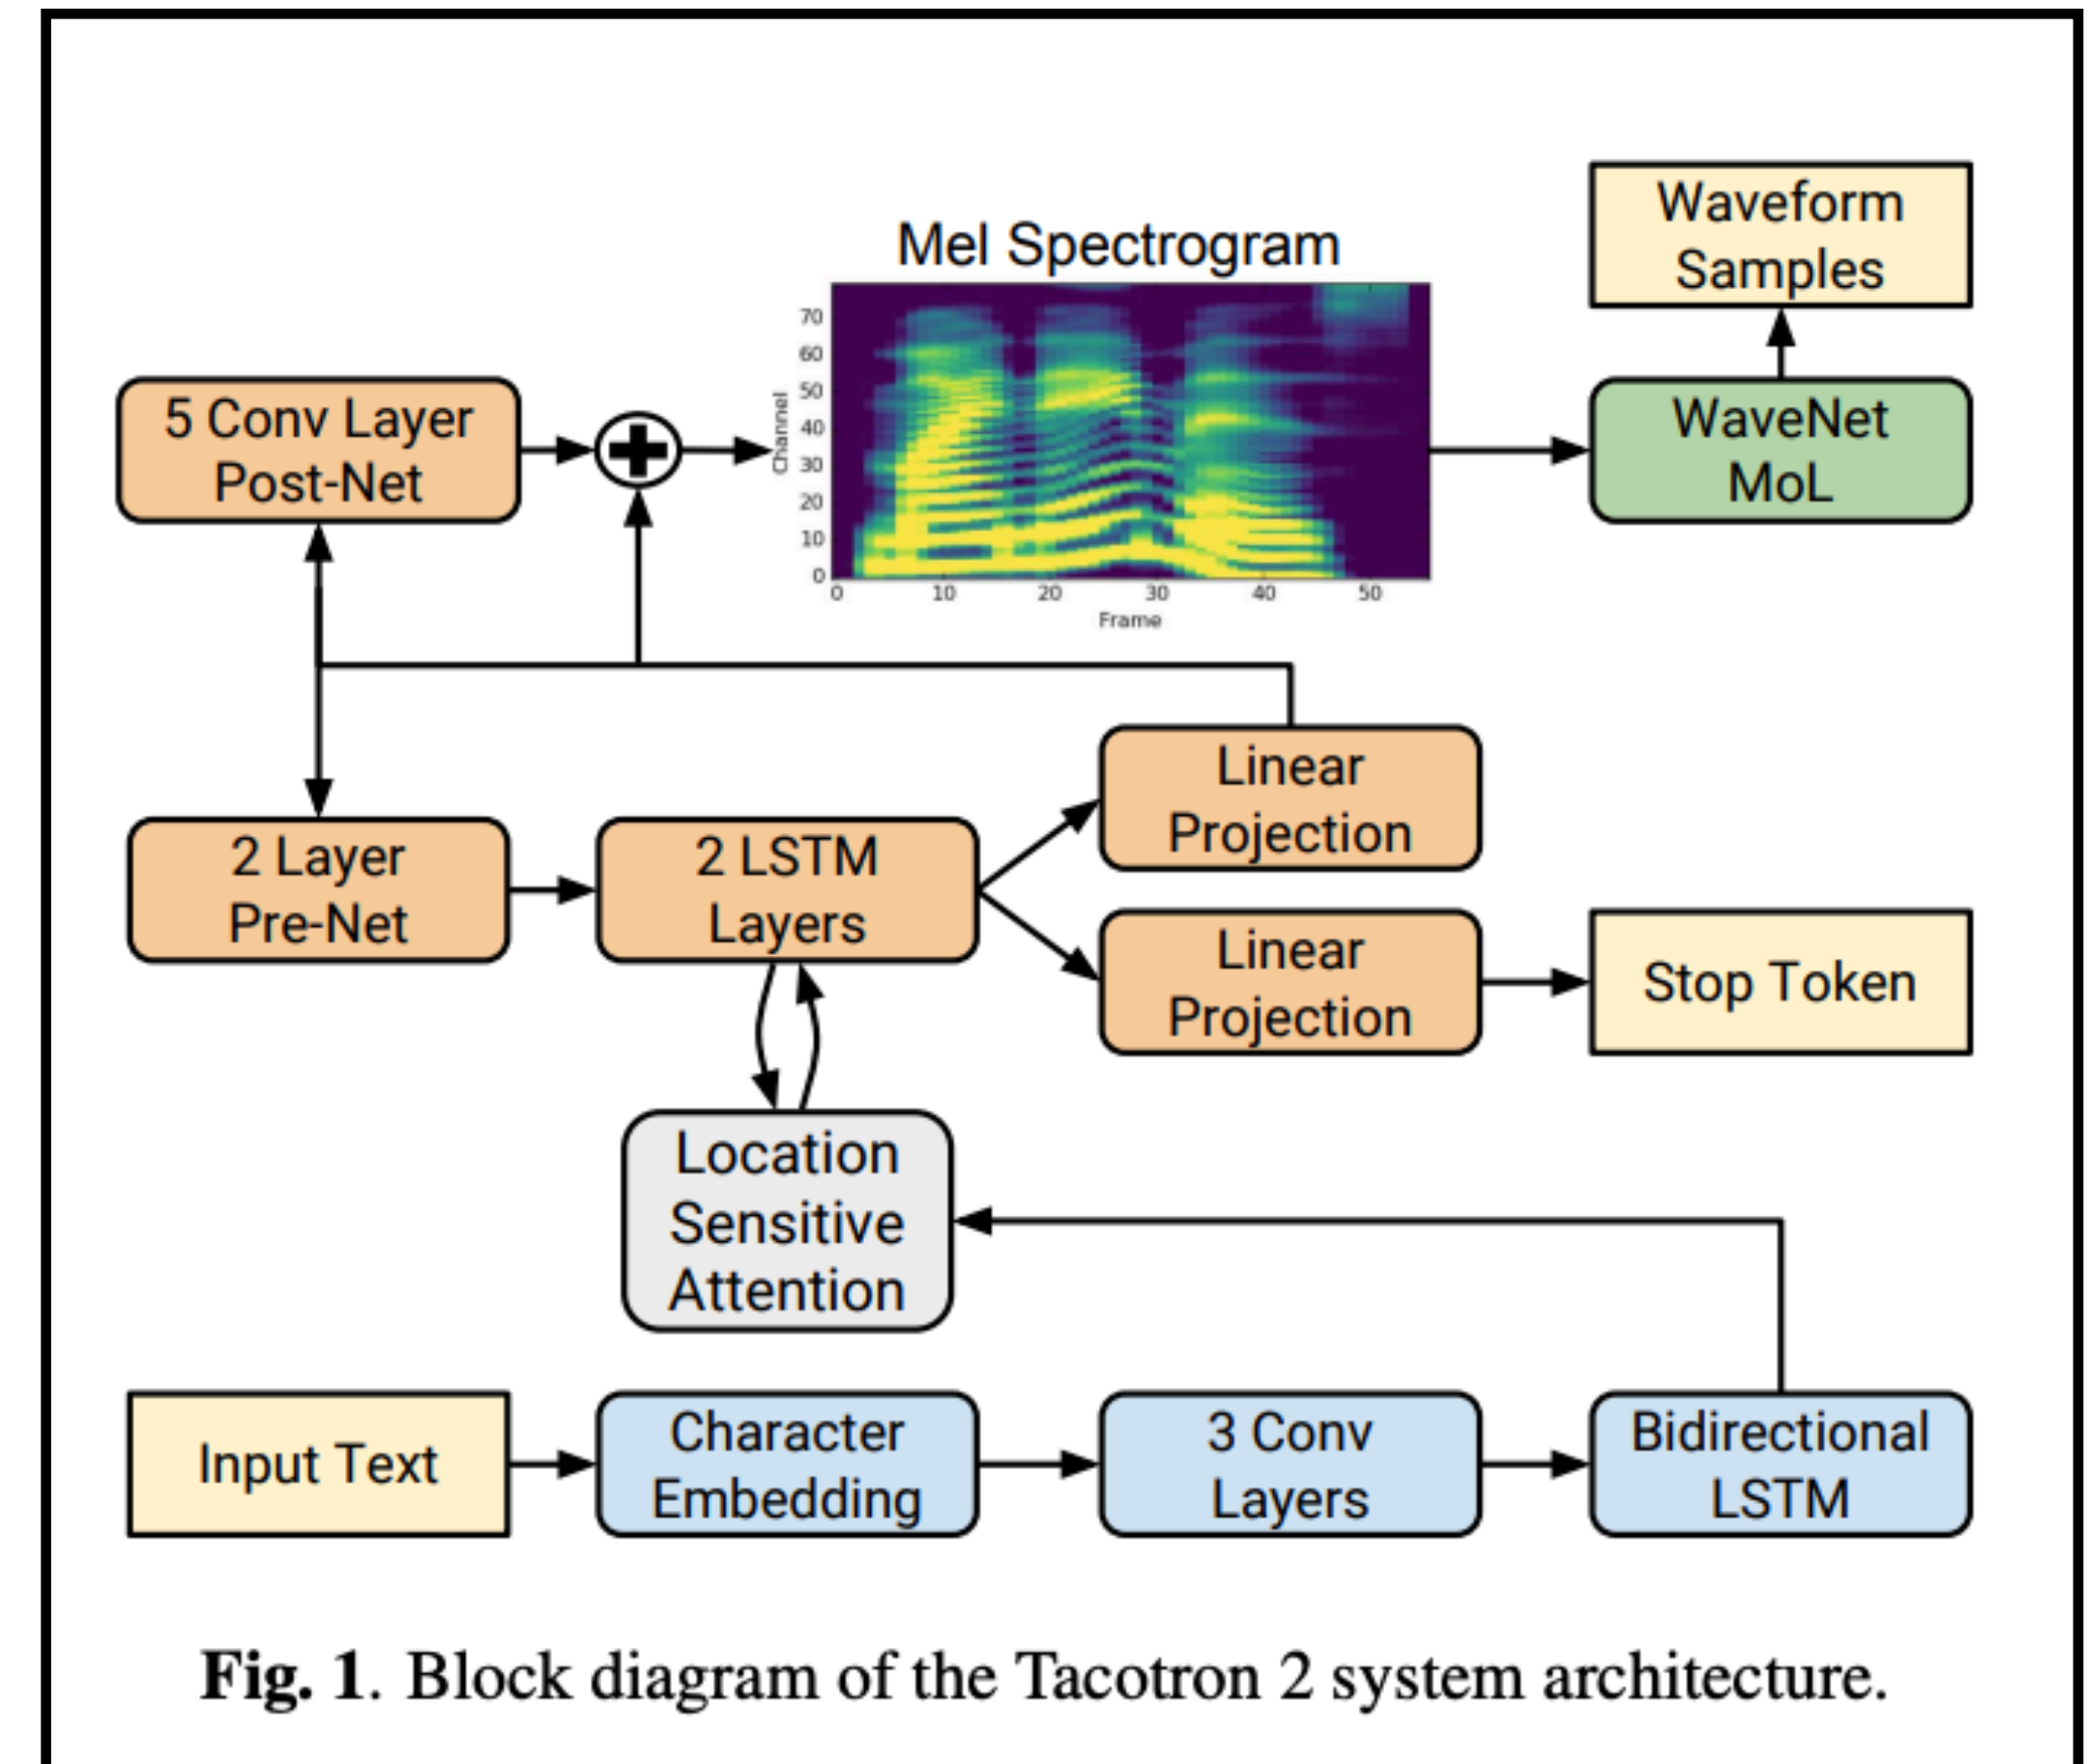 Mel Spectrogram
Waveform
Samples
5 Conv Layer
Post-Net
Channel
70
60
50
40
30
20
10
0
0 10 20 30 40 50
Frame
WaveNet
MoL
Linear
Projection
2 Layer
Pre-Net
2 LSTM
Layers
Linear
Projection
Stop Token
Location
Sensitive
Attention
Input Text
Character
Embedding
3 Conv
Layers
Bidirectional
LSTM
Fig. 1. Block diagram of the Tacotron 2 system architecture.